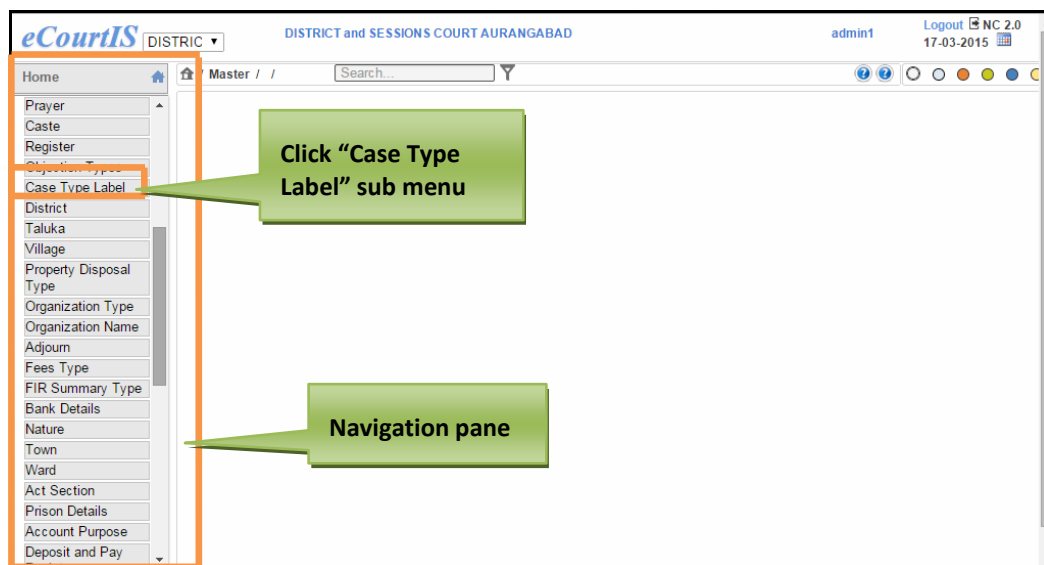 eCourtIS DISTRIC DISTRICT and SESSIONS COURT AURANGABAD admin1 Logout NC 2.0
17-03-2015
Home / Master / / Search...
Prayer
Caste
Register
Objection Types
Case Type Label
District
Taluka
Village
Property Disposal
Type
Organization Type
Organization Name
Adjourn
Fees Type
FIR Summary Type
Bank Details
Nature
Town
Ward
Act Section
Prison Details
Account Purpose
Deposit and Pay
Click “Case Type
Label” sub menu
Navigation pane